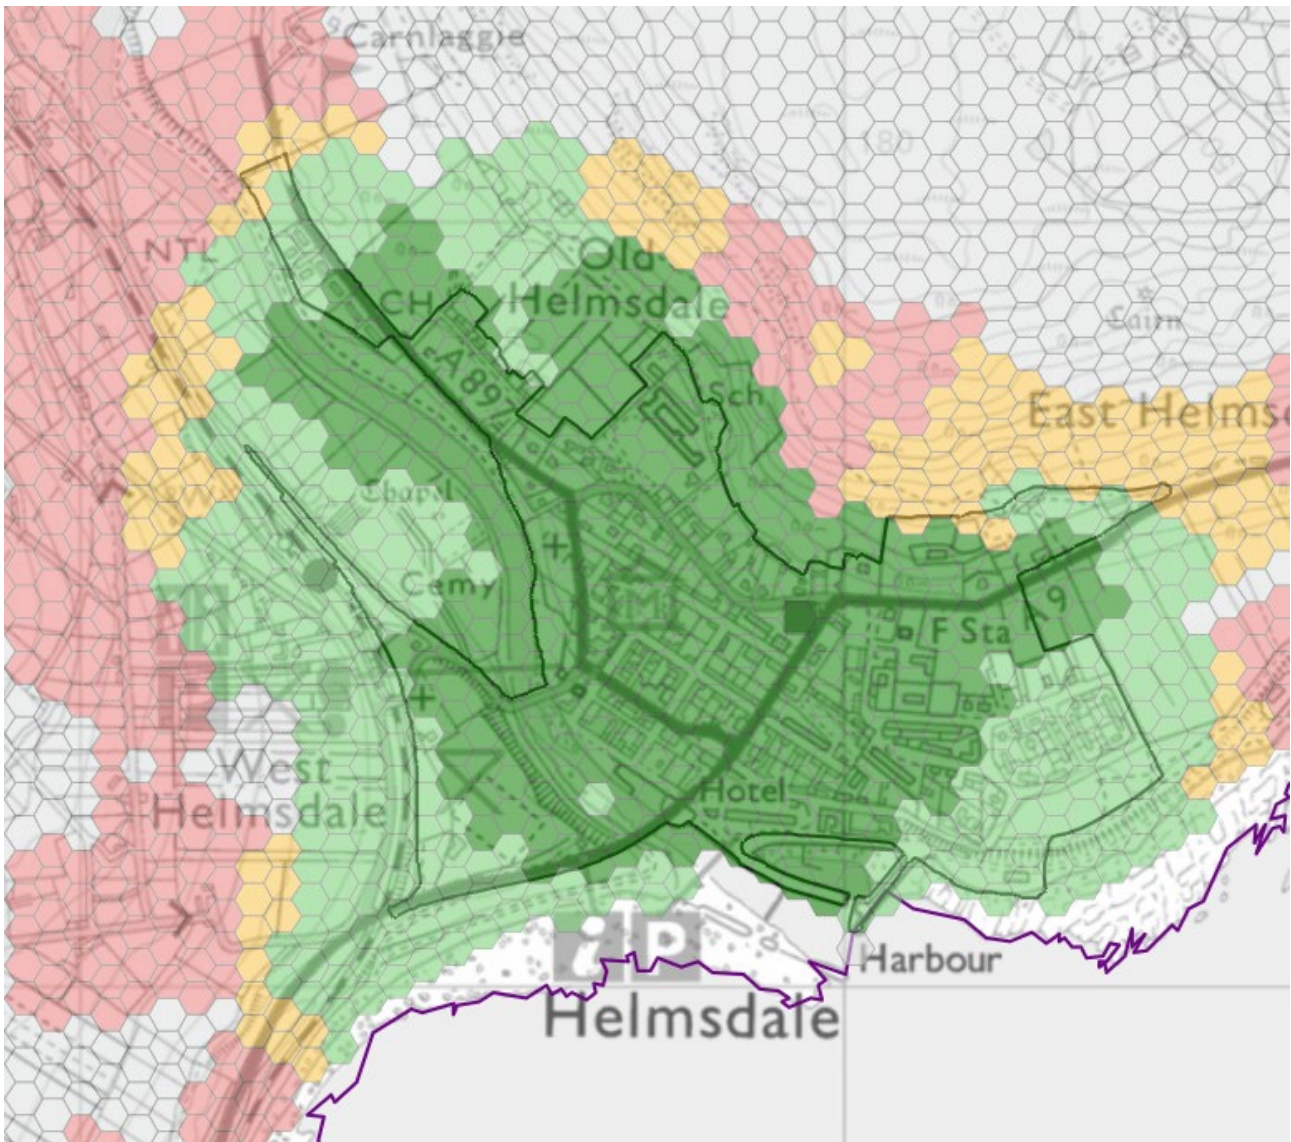 Carnlaggie
180
NTL
Old
Helmsdale
CH
Cairn
A897
Sch
East Helmsd
Chapel
Cemy
A9
F Sta
West
Helmsdale
Hotel
i P
Harbour
Helmsdale